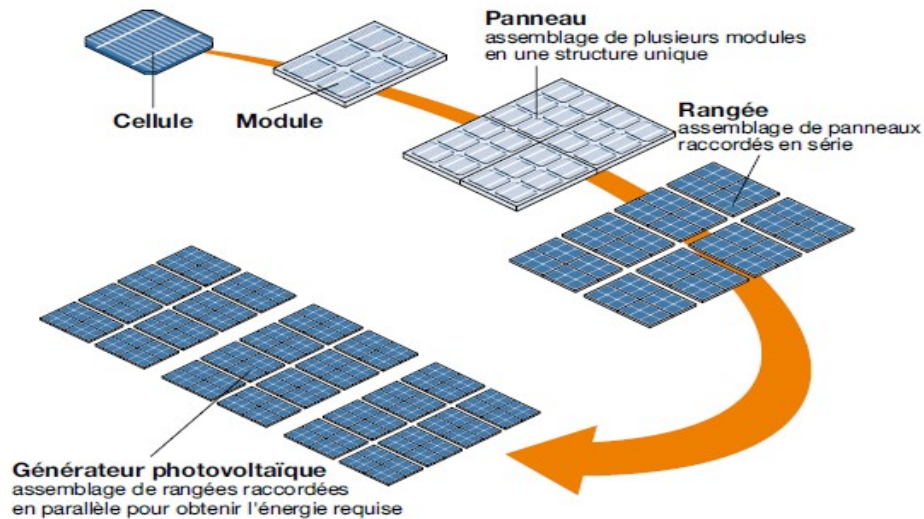 Panneau
assemblage de plusieurs modules
en une structure unique
Cellule
Module
Rangée
assemblage de panneaux
raccordés en série
Générateur photovoltaïque
assemblage de rangées raccordées
en parallèle pour obtenir l'énergie requise